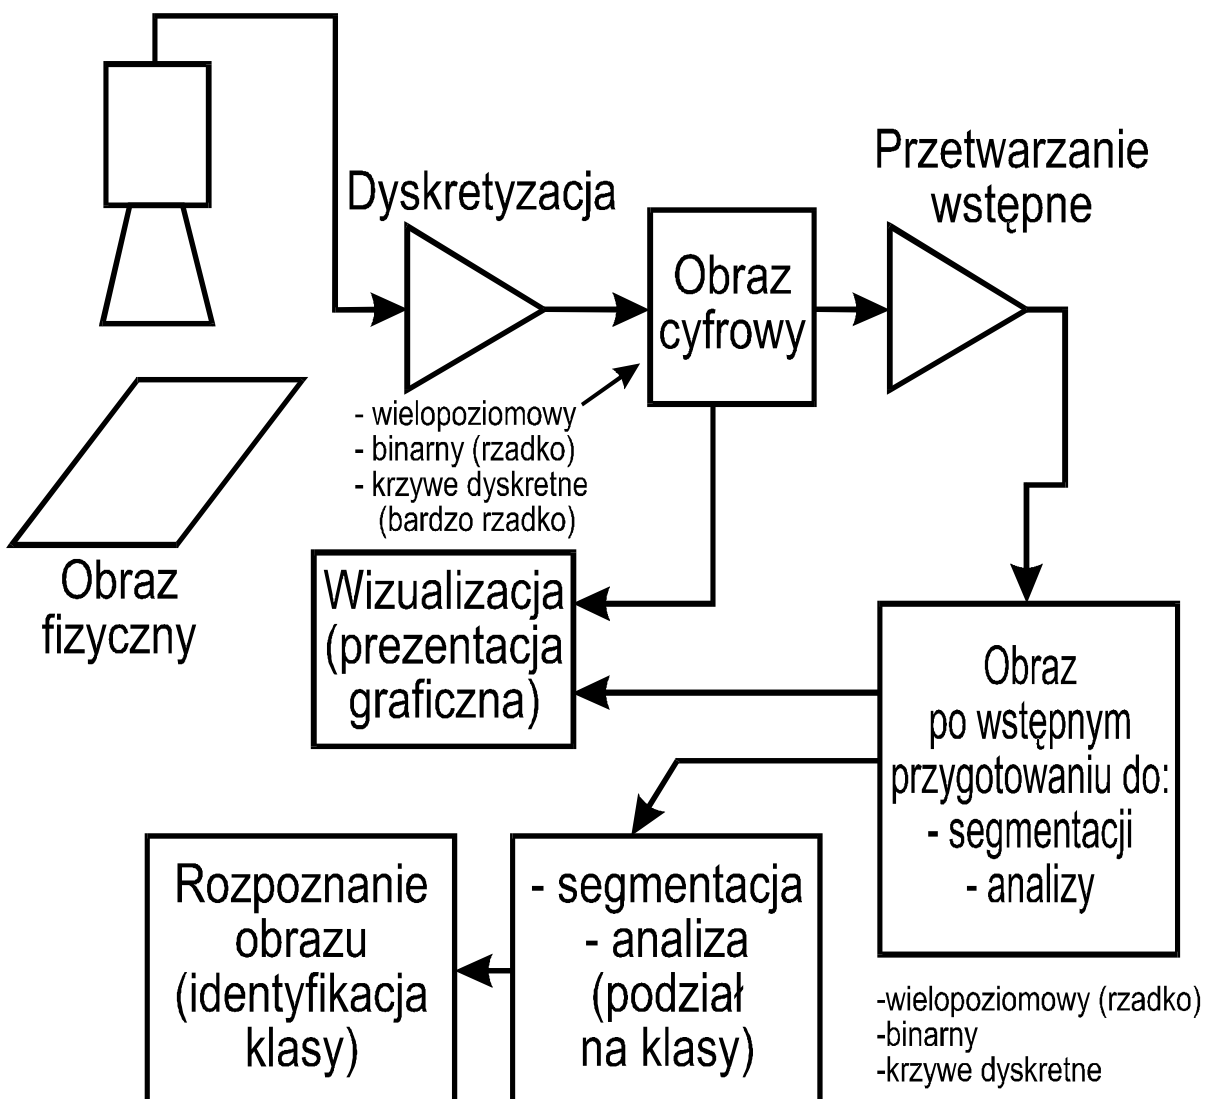 Dyskretyzacja
Przetwarzanie
wstępne
Obraz
cyfrowy
- wielopoziomowy
- binarny (rzadko)
- krzywe dyskretne
(bardzo rzadko)
Obraz
fizyczny
Wizualizacja
(prezentacja
graficzna)
Obraz
po wstępnym
przygotowaniu do:
- segmentacji
- analizy
Rozpoznanie
obrazu
(identyfikacja
klasy)
- segmentacja
- analiza
(podział
na klasy)
-wielopoziomowy (rzadko)
-binarny
-krzywe dyskretne